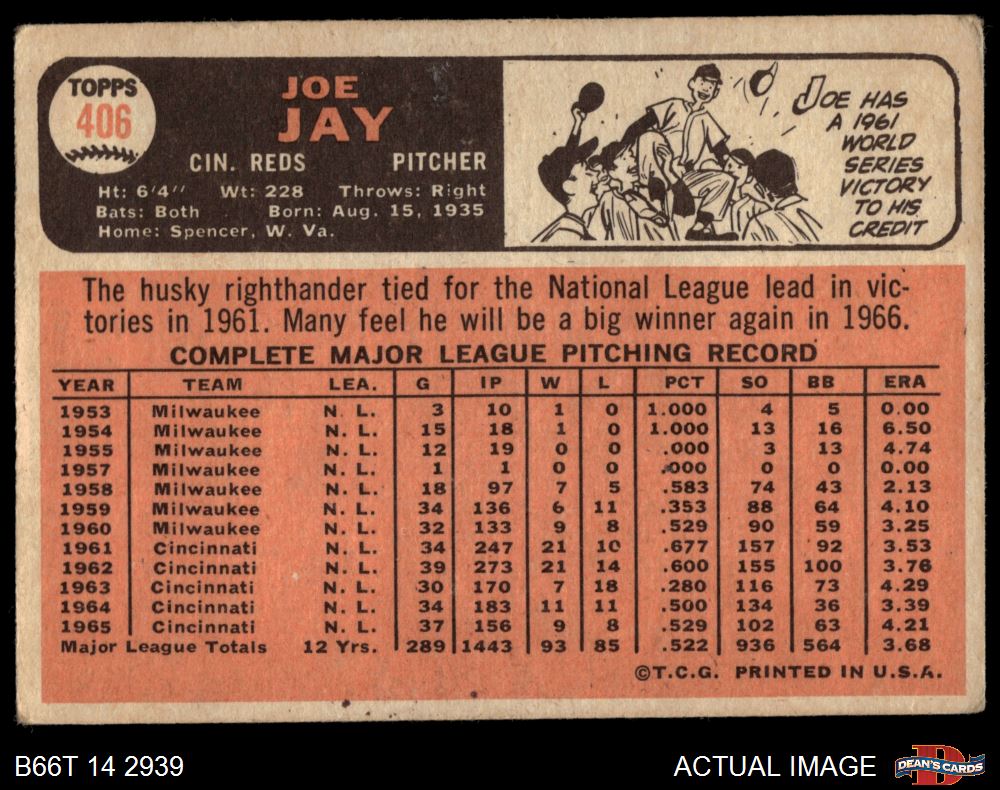 TOPPS
406
JOE
JAY
CIN. REDS PITCHER
Ht: 6'4" Wt: 228 Throws: Right
Bats: Both Born: Aug. 15, 1935
Home: Spencer, W. Va.
JOE HAS
A 1961
WORLD
SERIES
VICTORY
TO HIS
CREDIT
The husky righthander tied for the National League lead in vic-
tories in 1961. Many feel he will be a big winner again in 1966.
COMPLETE MAJOR LEAGUE PITCHING RECORD
YEAR TEAM LEA. G IP W L PCT SO BB ERA
1953 Milwaukee N. L. 3 10 1 0 1.000 4 5 0.00
1954 Milwaukee N. L. 15 18 1 0 1.000 13 16 6.50
1955 Milwaukee N. L. 12 19 0 0 .000 3 13 4.74
1957 Milwaukee N. L. 1 1 0 0 .000 0 0 0.00
1958 Milwaukee N. L. 18 97 7 5 .583 74 43 2.13
1959 Milwaukee N. L. 34 136 6 11 .353 88 64 4.10
1960 Milwaukee N. L. 32 133 9 8 .529 90 59 3.25
1961 Cincinnati N. L. 34 247 21 10 .677 157 92 3.53
1962 Cincinnati N. L. 39 273 21 14 .600 155 100 3.76
1963 Cincinnati N. L. 30 170 7 18 .280 116 73 4.29
1964 Cincinnati N. L. 34 183 11 11 .500 134 36 3.39
1965 Cincinnati N. L. 37 156 9 8 .529 102 63 4.21
Major League Totals 12 Yrs. 289 1443 93 85 .522 936 564 3.68
©T.C.G. PRINTED IN U.S.A.
B66T 14 2939 ACTUAL IMAGE DEAN'S CARDS